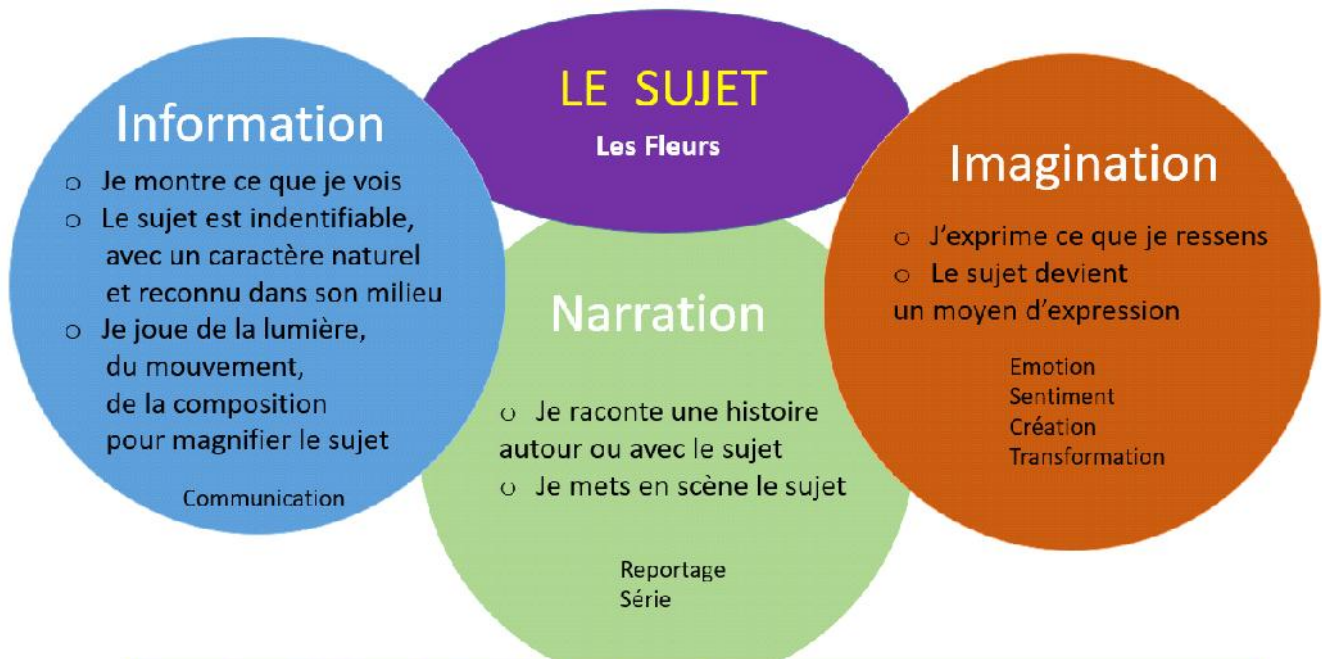 LE SUJET
Les Fleurs
Information
o Je montre ce que je vois
o Le sujet est indentifiable,
avec un caractère naturel
et reconnu dans son milieu
o Je joue de la lumière,
du mouvement,
de la composition
pour magnifier le sujet
Communication
Narration
o Je raconte une histoire
autour ou avec le sujet
o Je mets en scène le sujet
Reportage
Série
Imagination
o J’exprime ce que je ressens
o Le sujet devient
un moyen d’expression
Emotion
Sentiment
Création
Transformation